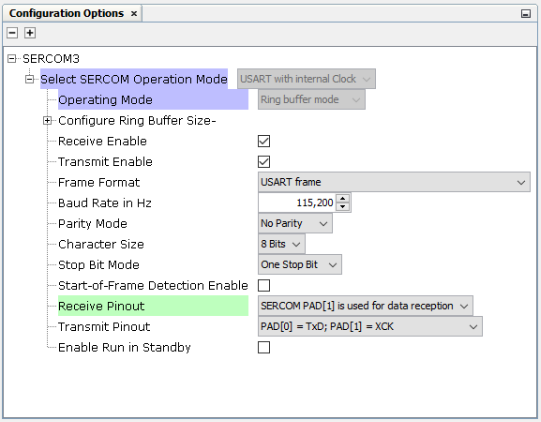 Configuration Options ×
SERCOM3
Select SERCOM Operation Mode USART with internal Clock
Operating Mode Ring buffer mode
Configure Ring Buffer Size-
Receive Enable
Transmit Enable
Frame Format USART frame
Baud Rate in Hz 115,200
Parity Mode No Parity
Character Size 8 Bits
Stop Bit Mode One Stop Bit
Start-of-Frame Detection Enable
Receive Pinout SERCOM PAD[1] is used for data reception
Transmit Pinout PAD[0] = TxD; PAD[1] = XCK
Enable Run in Standby